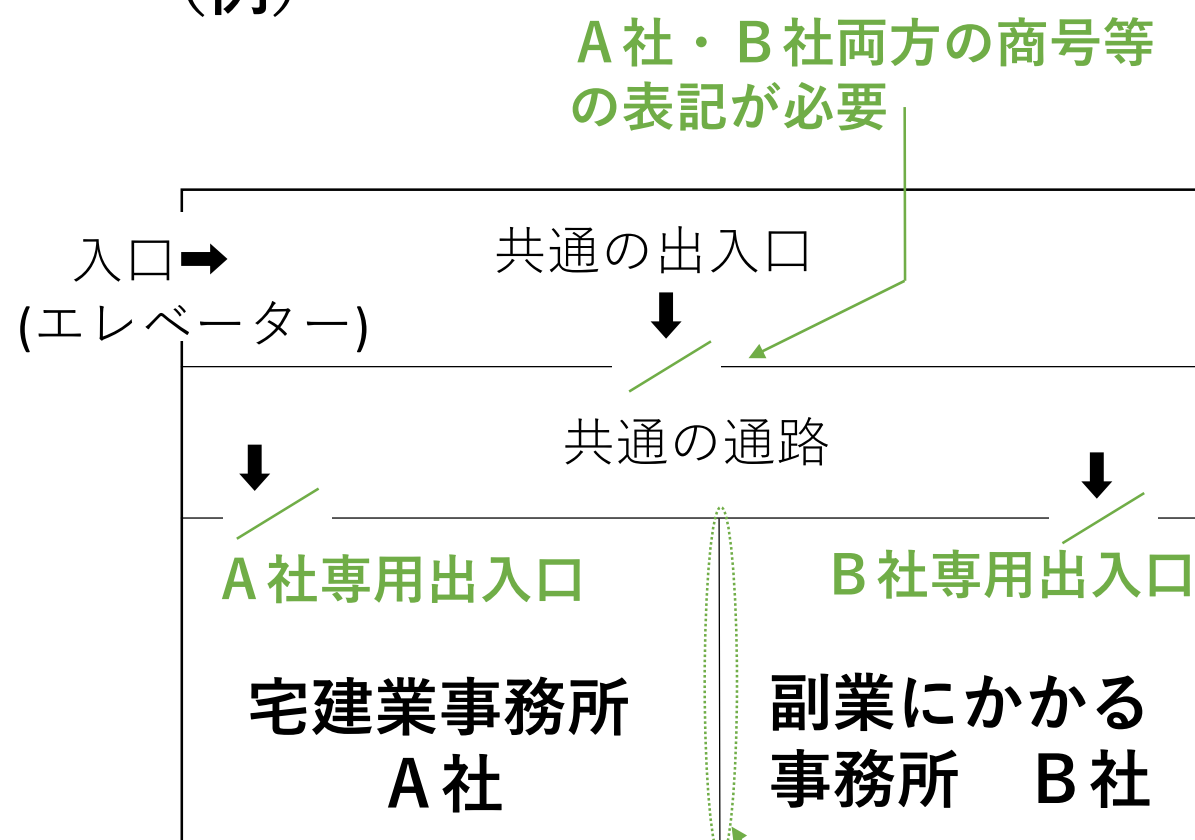 (例)
A社・B社両方の商号等
の表記が必要
入口
(エレベーター)
共通の出入口
共通の通路
A社専用出入口
B社専用出入口
宅建業事務所
A社
副業にかかる
事務所　B社